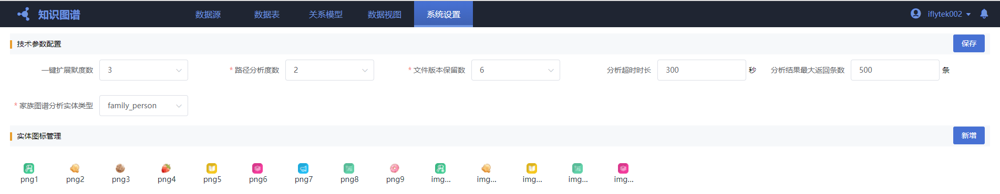 知识图谱 数据源 数据表 关系模型 数据视图 系统设置 iflytek002
技术参数配置 保存
一键扩展默度数 3 * 路径分析度数 2 * 文件版本保留数 6 分析超时时长 300 秒 分析结果最大返回条数 500 条
* 家族图谱分析实体类型 family_person
实体图标管理 新增
png1 png2 png3 png4 png5 png6 png7 png8 png9 img... img... img... img... img...